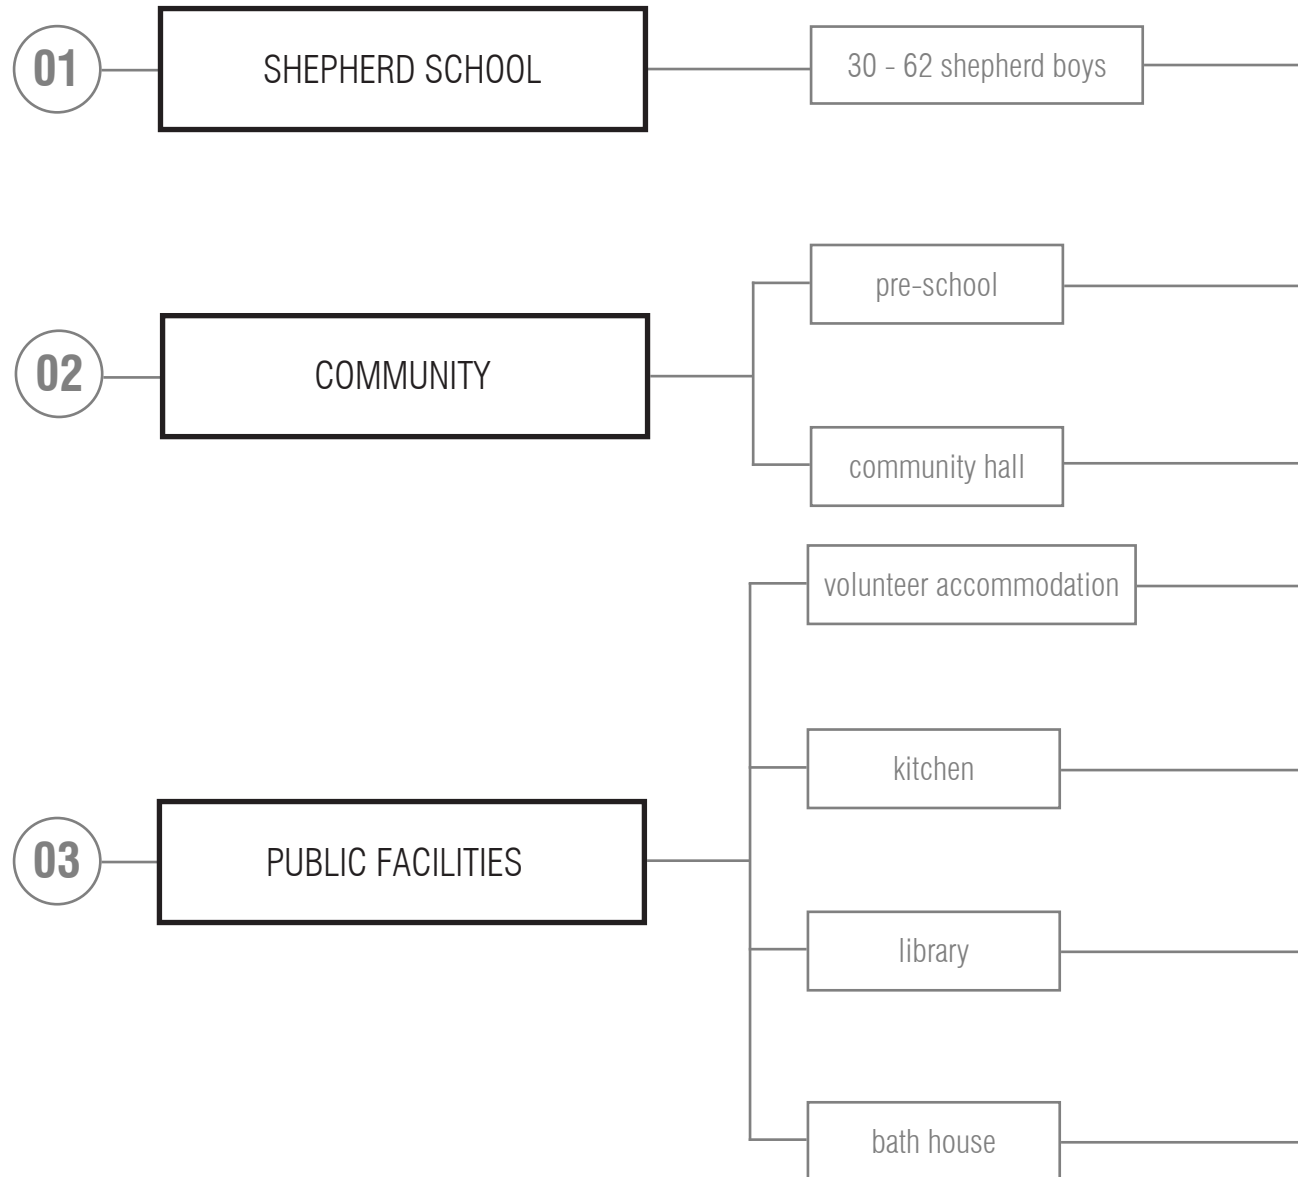 01
SHEPHERD SCHOOL
30 - 62 shepherd boys
02
COMMUNITY
pre-school
community hall
03
PUBLIC FACILITIES
volunteer accommodation
kitchen
library
bath house